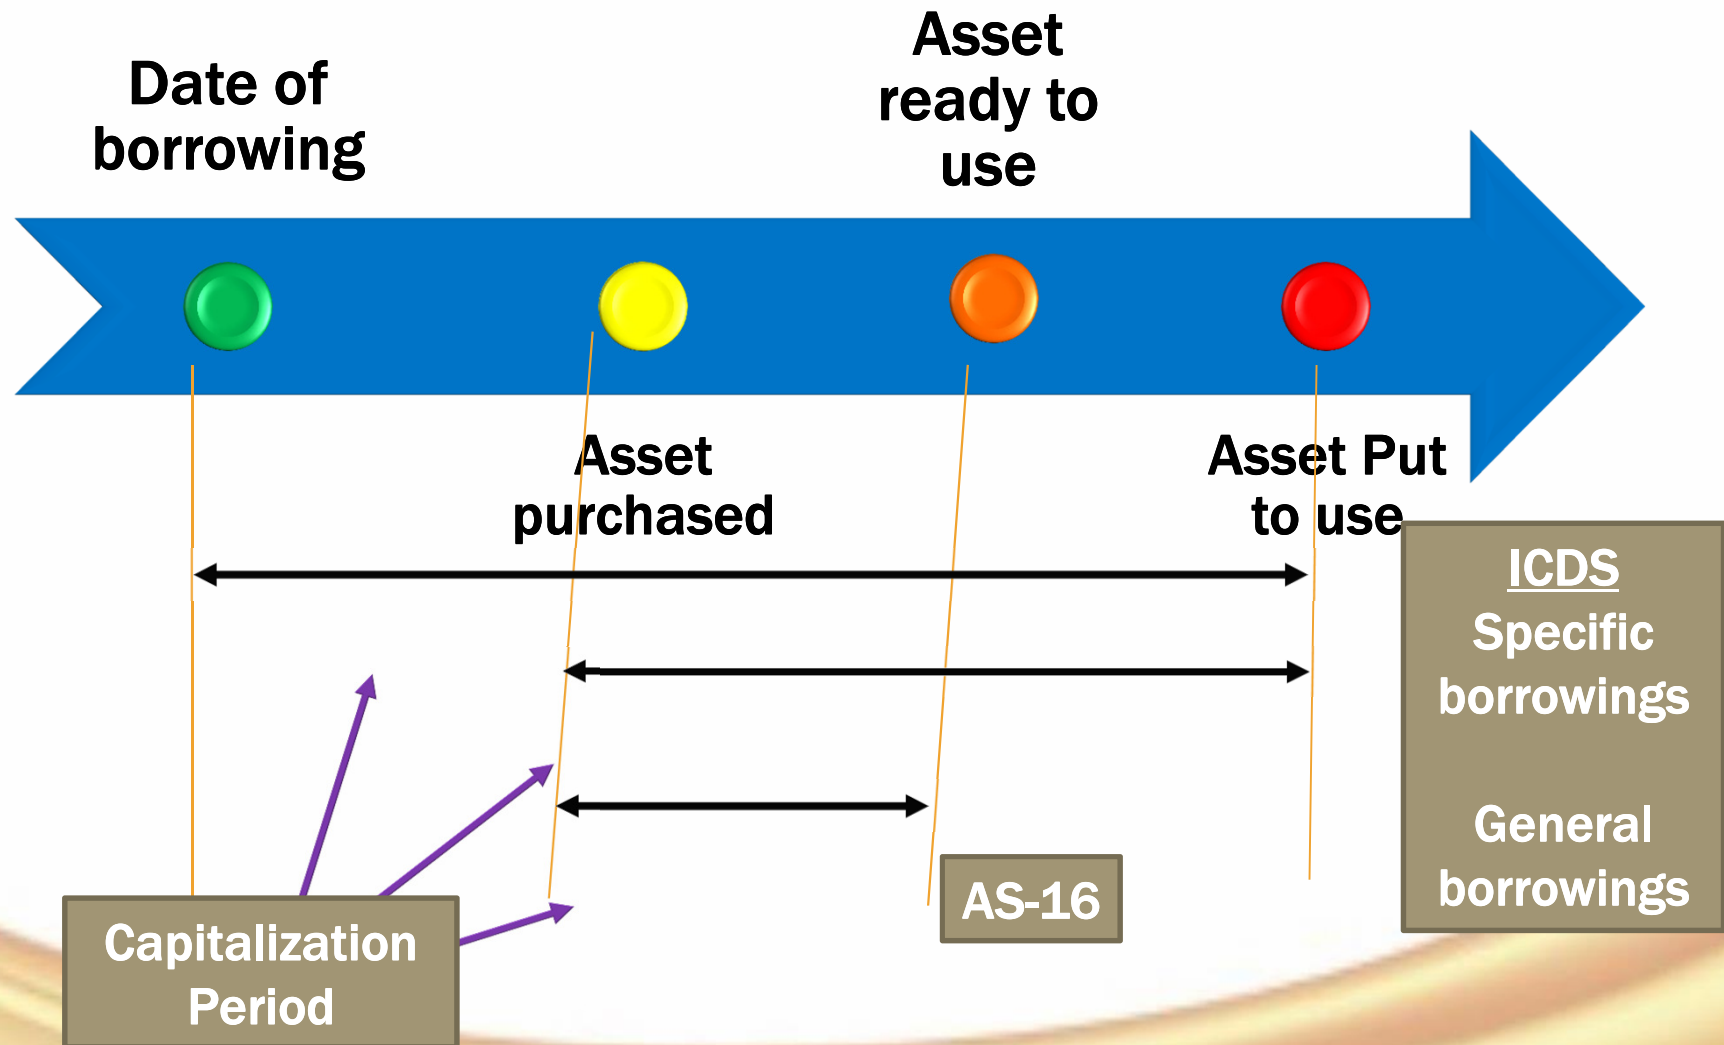 Date of
borrowing
Asset
ready to
use
Asset
purchased
Asset Put
to use
ICDS
Specific
borrowings
General
borrowings
AS-16
Capitalization
Period